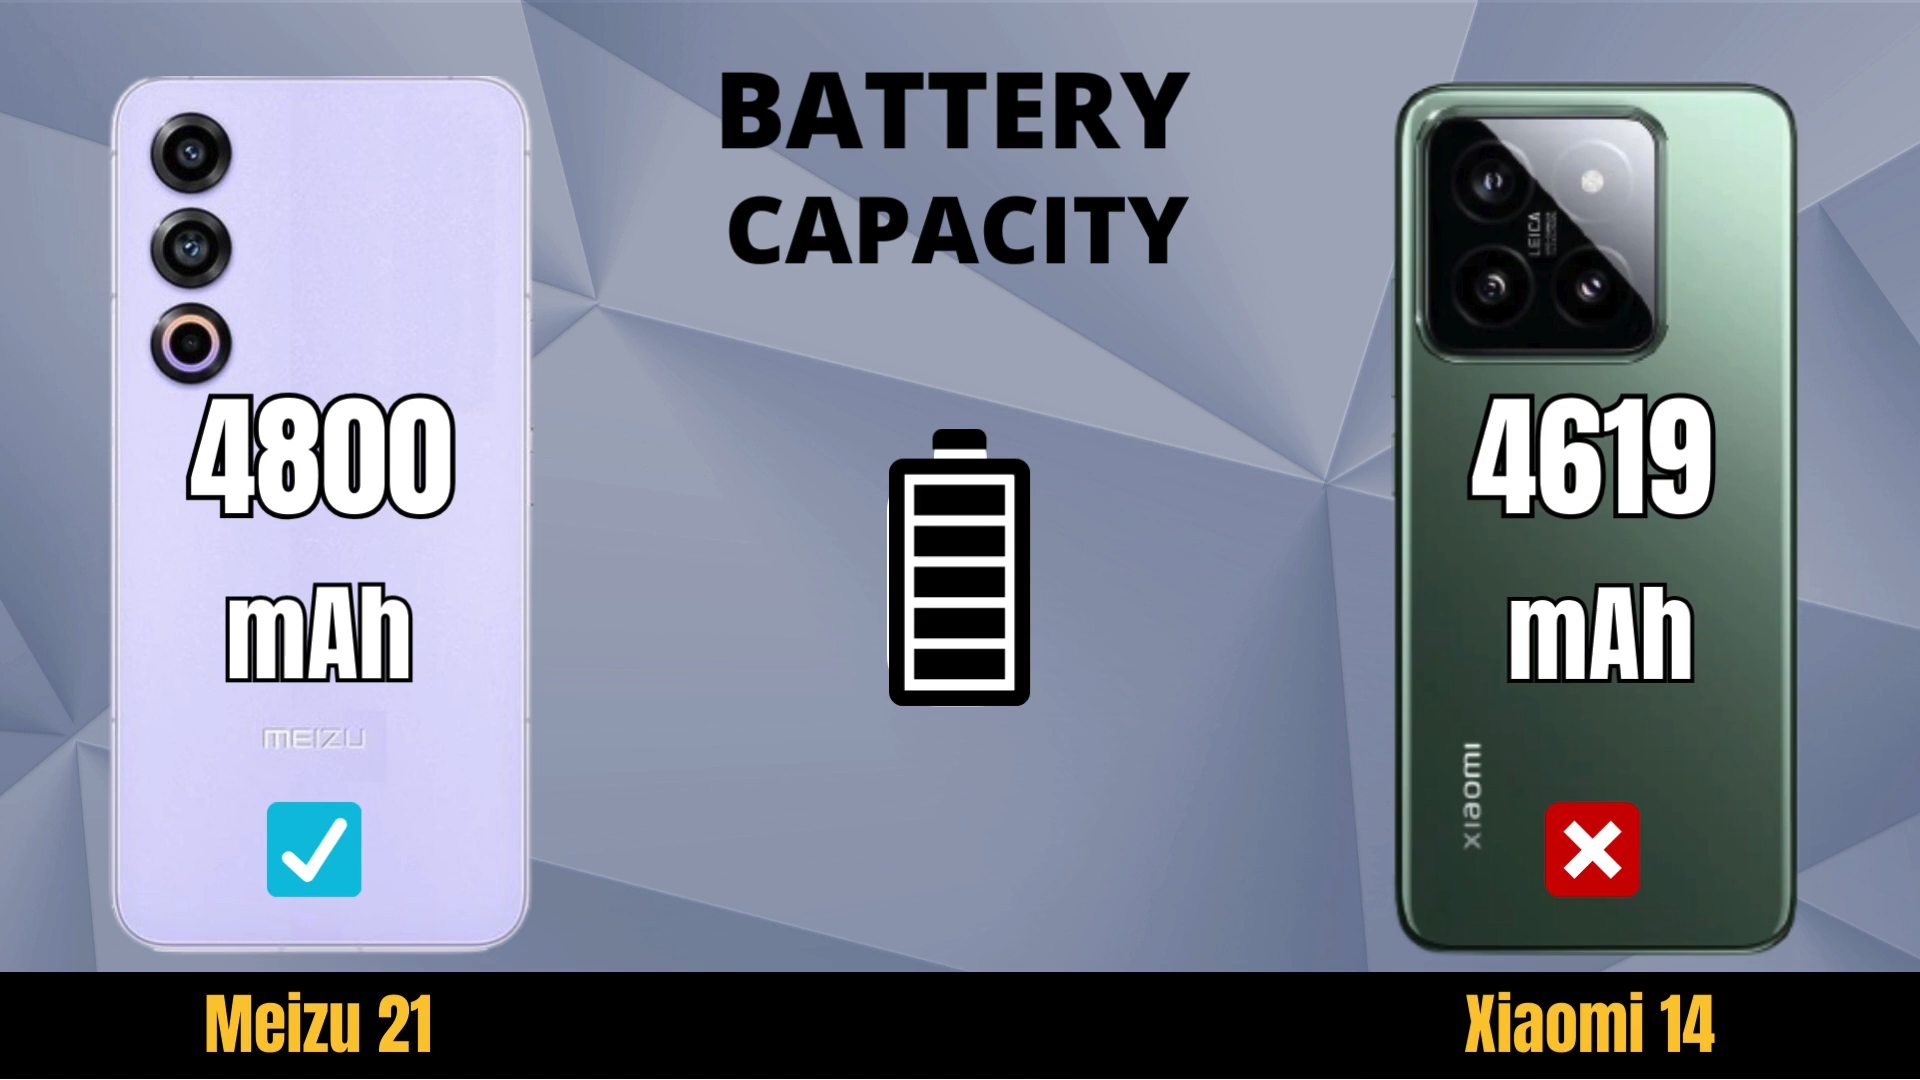 BATTERY
CAPACITY
4800
mAh
MEIZU
Meizu 21
LEICA
4619
mAh
xiaomi
Xiaomi 14